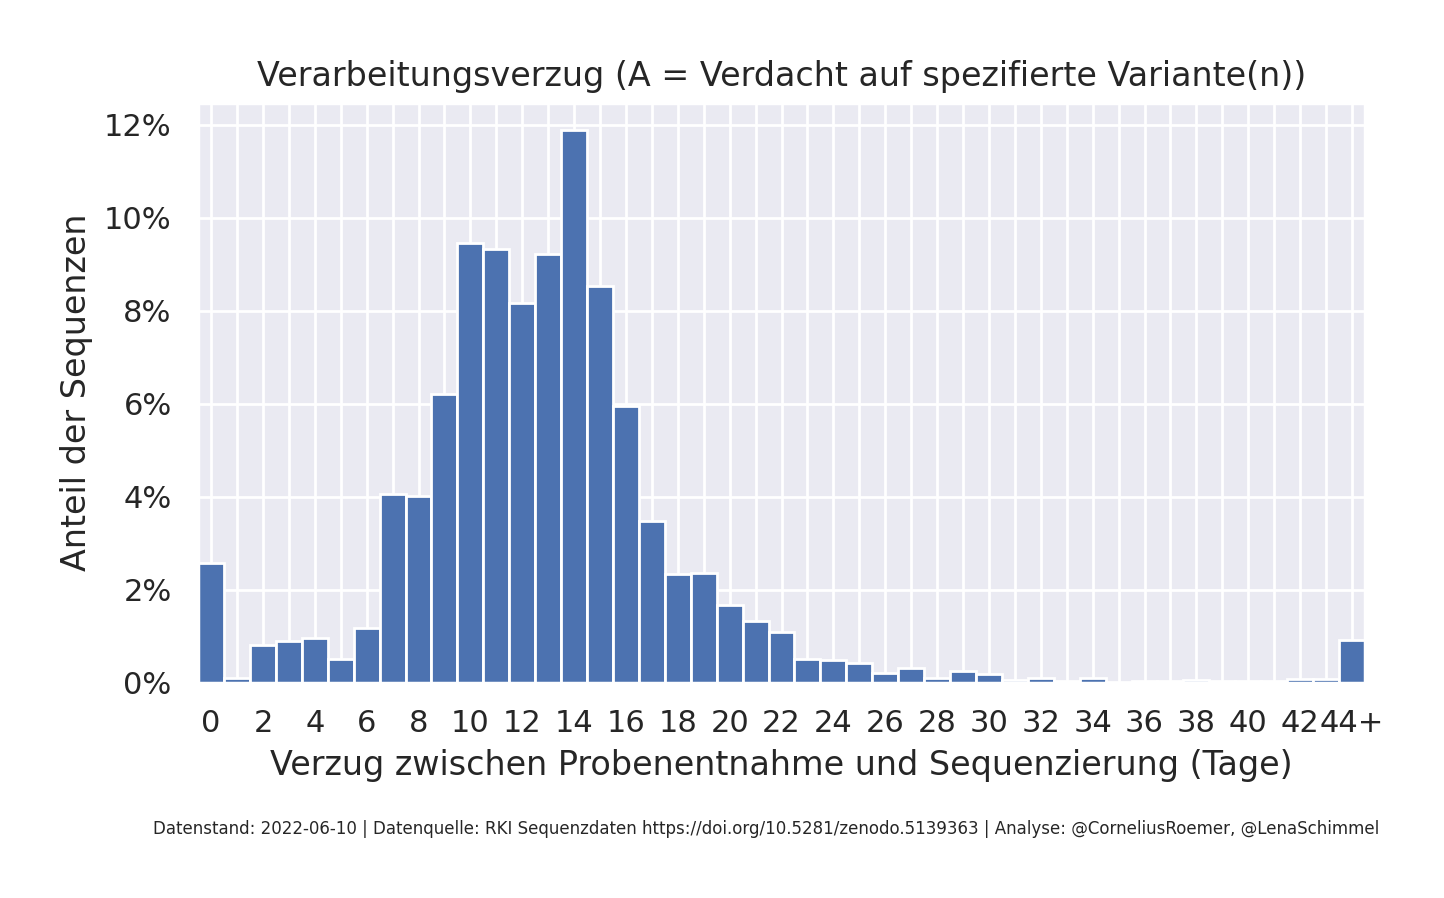 Verarbeitungsverzug (A = Verdacht auf spezifierte Variante(n))
12%
10%
8%
6%
4%
2%
0%
Anteil der Sequenzen
0 2 4 6 8 10 12 14 16 18 20 22 24 26 28 30 32 34 36 38 40 42 44+
Verzug zwischen Probenentnahme und Sequenzierung (Tage)
Datenstand: 2022-06-10 | Datenquelle: RKI Sequenzdaten https://doi.org/10.5281/zenodo.5139363 | Analyse: @CorneliusRoemer, @LenaSchimmel